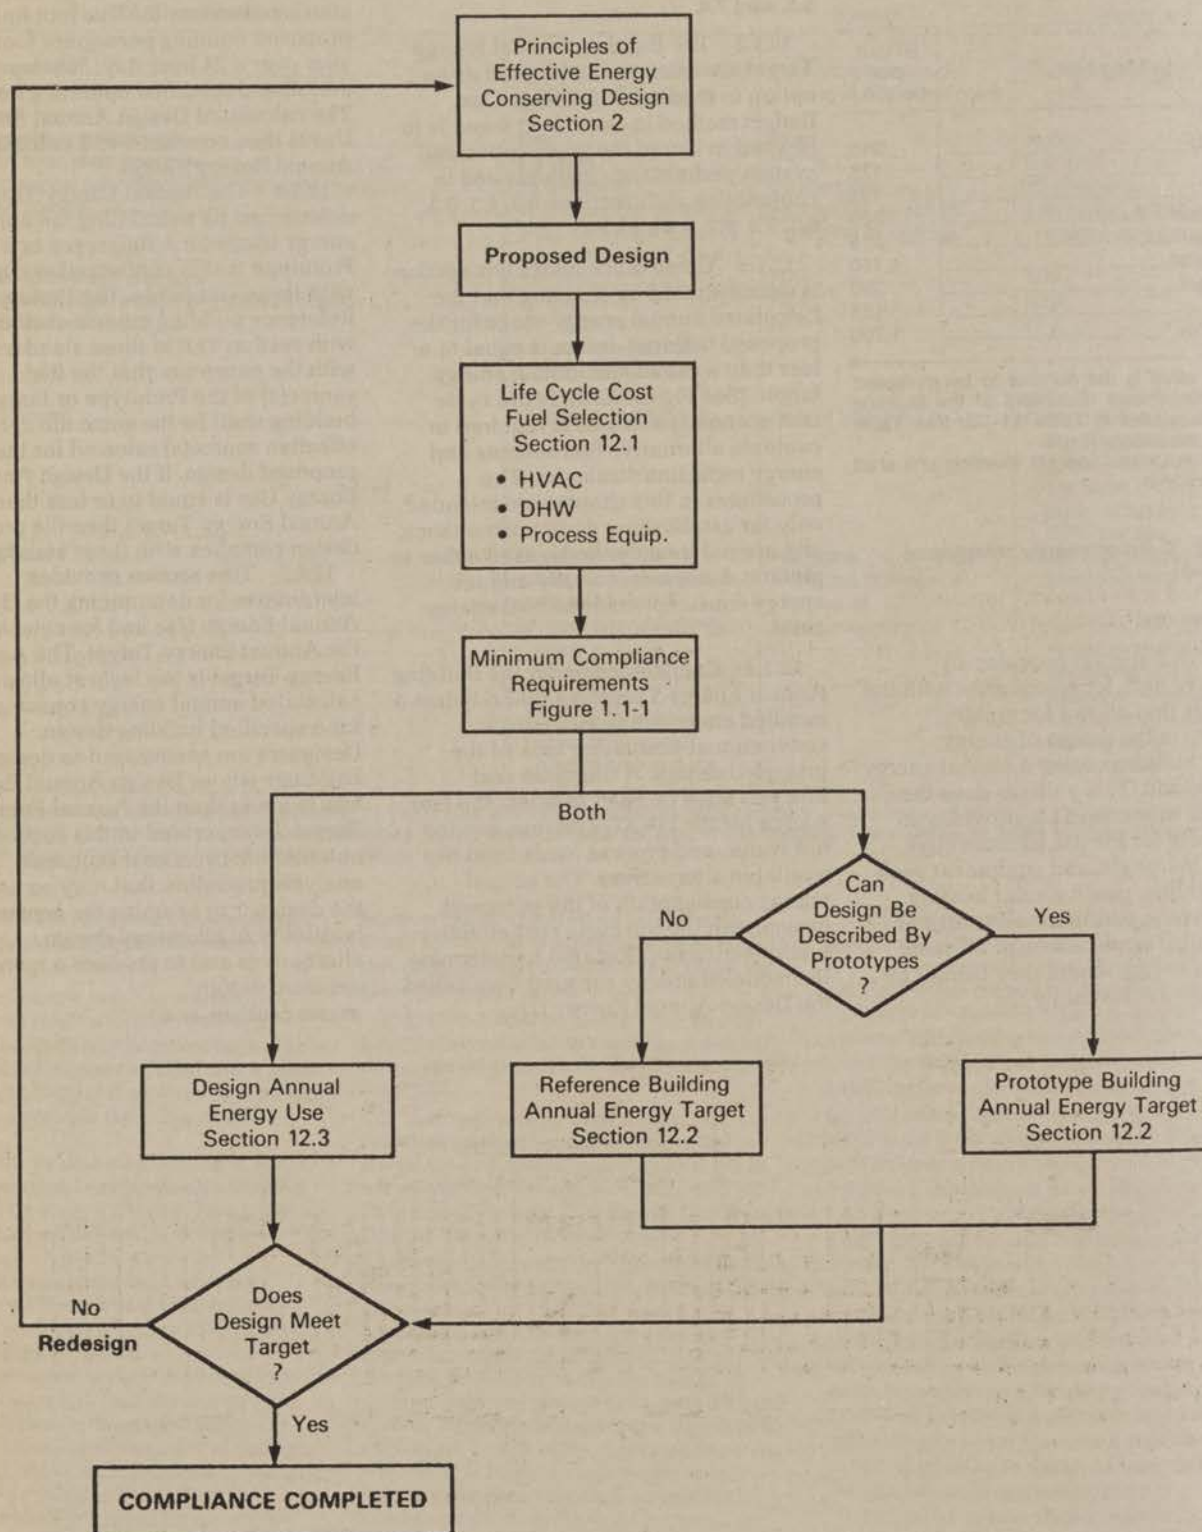 Principles of
Effective Energy
Conserving Design
Section 2
Proposed Design
Life Cycle Cost
Fuel Selection
Section 12.1
• HVAC
• DHW
• Process Equip.
Minimum Compliance
Requirements
Figure 1.1-1
Both
Can
Design Be
Described By
Prototypes
?
No
Yes
Design Annual
Energy Use
Section 12.3
Reference Building
Annual Energy Target
Section 12.2
Prototype Building
Annual Energy Target
Section 12.2
Does
Design Meet
Target
?
No
Redesign
Yes
COMPLIANCE COMPLETED